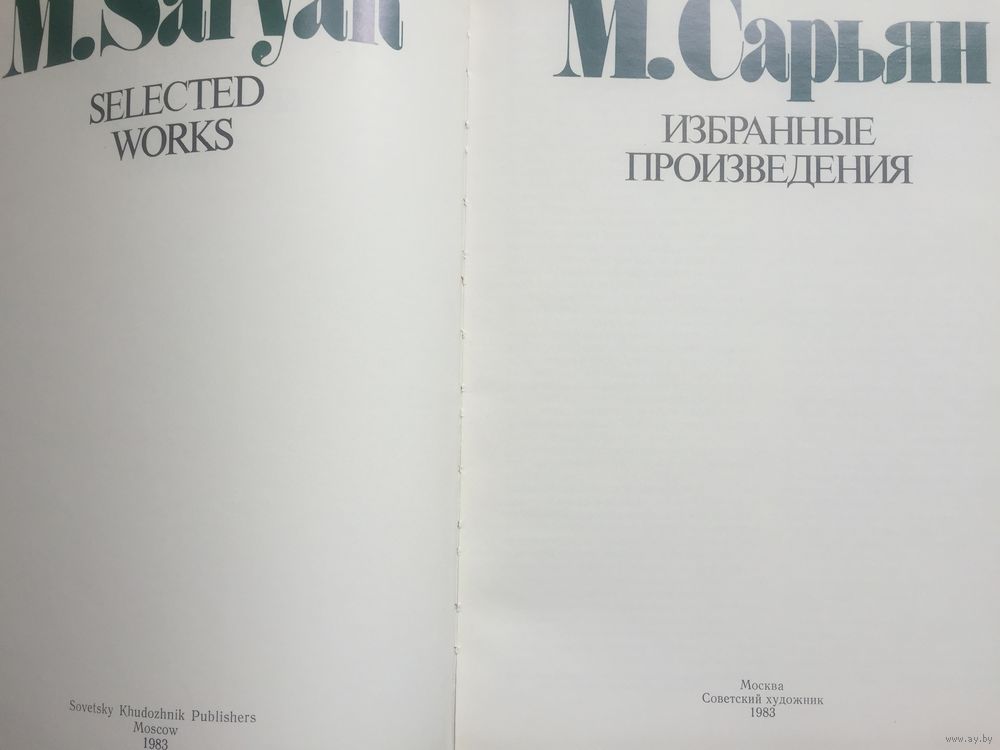 M.Saryan
SELECTED
WORKS
Sovetsky Khudozhnik Publishers
Moscow
1983
М.Сарьян
ИЗБРАННЫЕ
ПРОИЗВЕДЕНИЯ
Москва
Советский художник
1983
www.ay.by